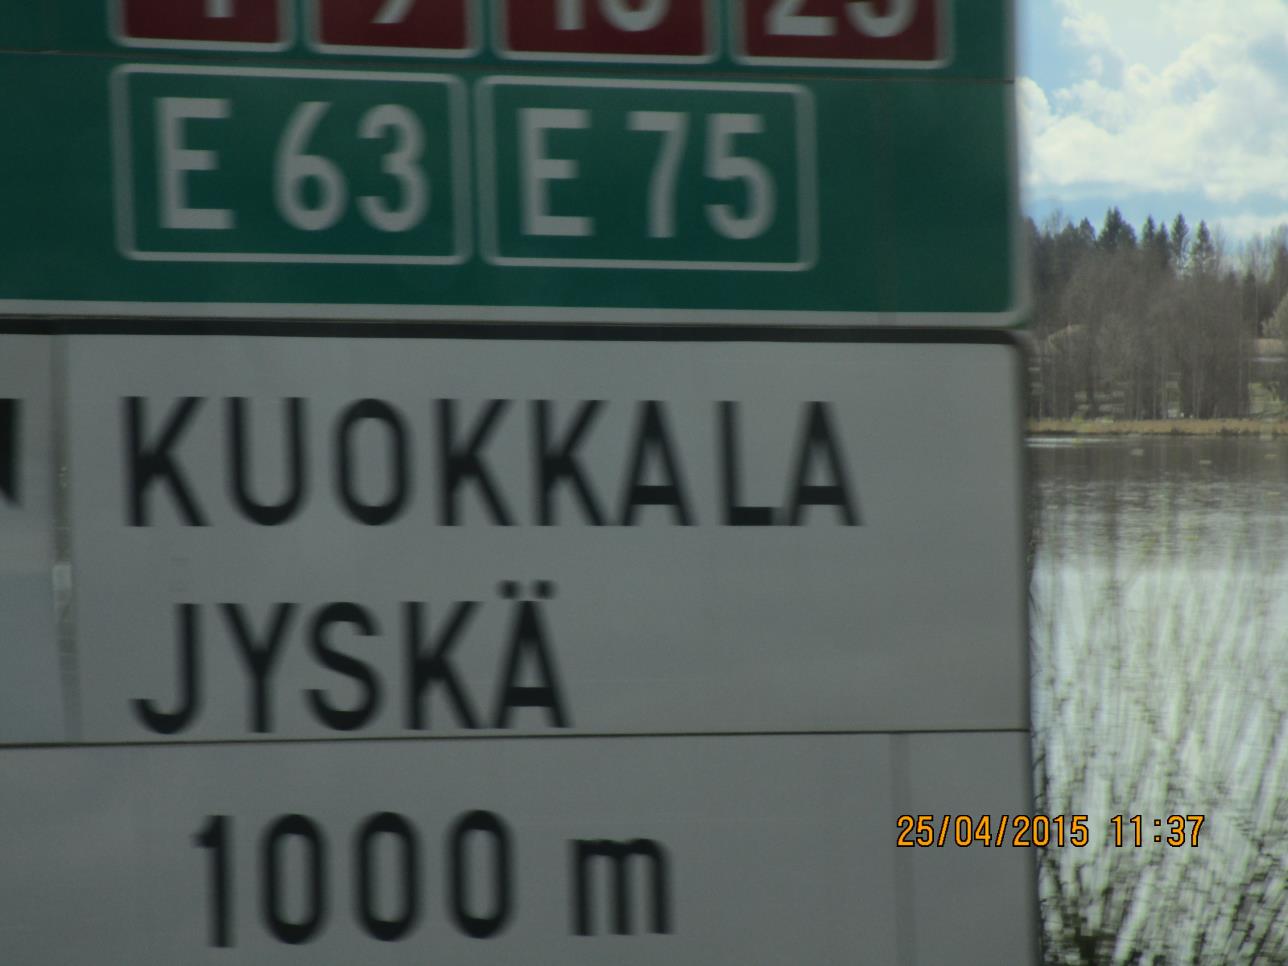 E 63 E 75
KUOKKALA
JYSKÄ
1000 m
25/04/2015 11:37